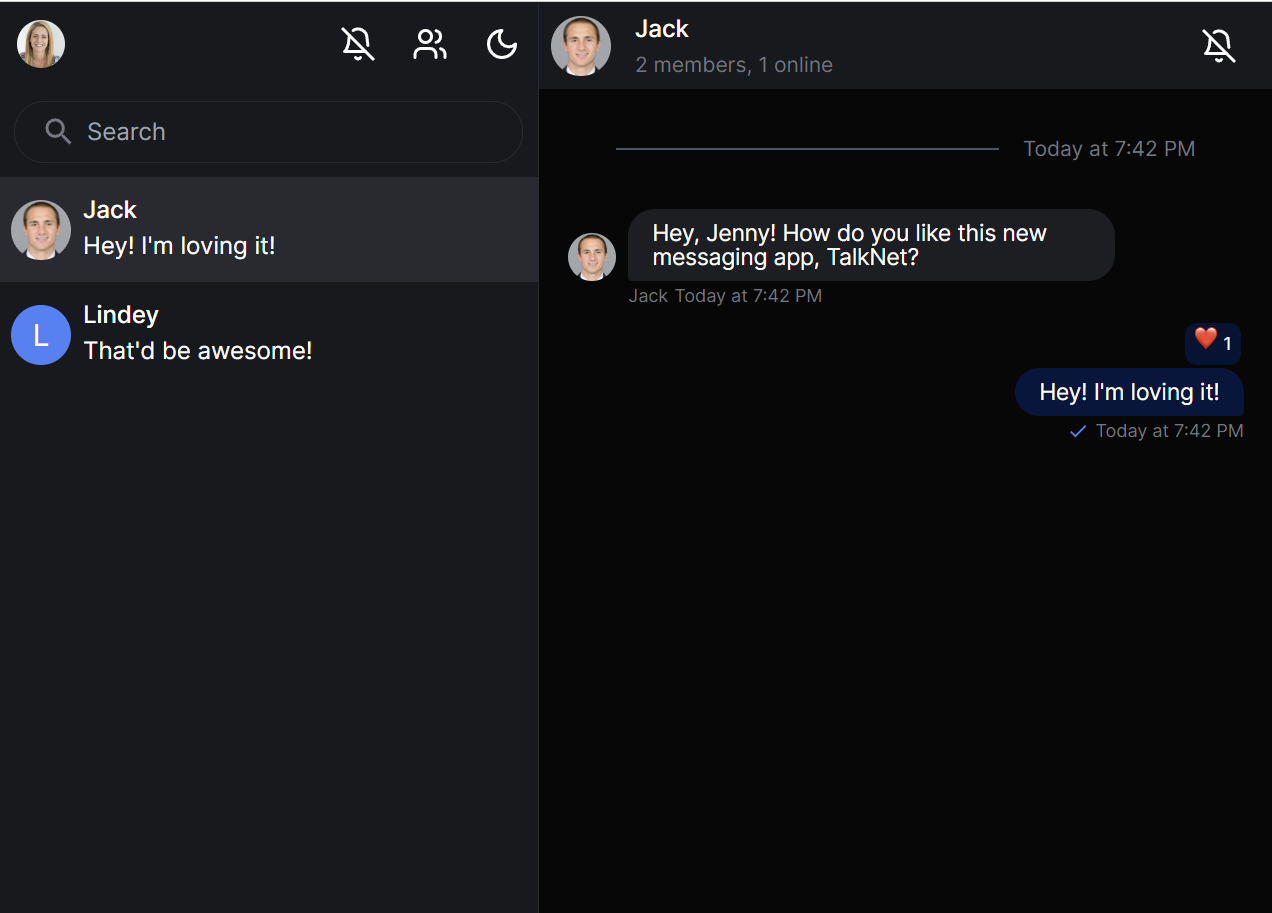 Search
Jack
Hey! I'm loving it!
L
Lindey
That'd be awesome!
Jack
2 members, 1 online
Today at 7:42 PM
Hey, Jenny! How do you like this new
messaging app, TalkNet?
Jack Today at 7:42 PM
❤️ 1
Hey! I'm loving it!
Today at 7:42 PM